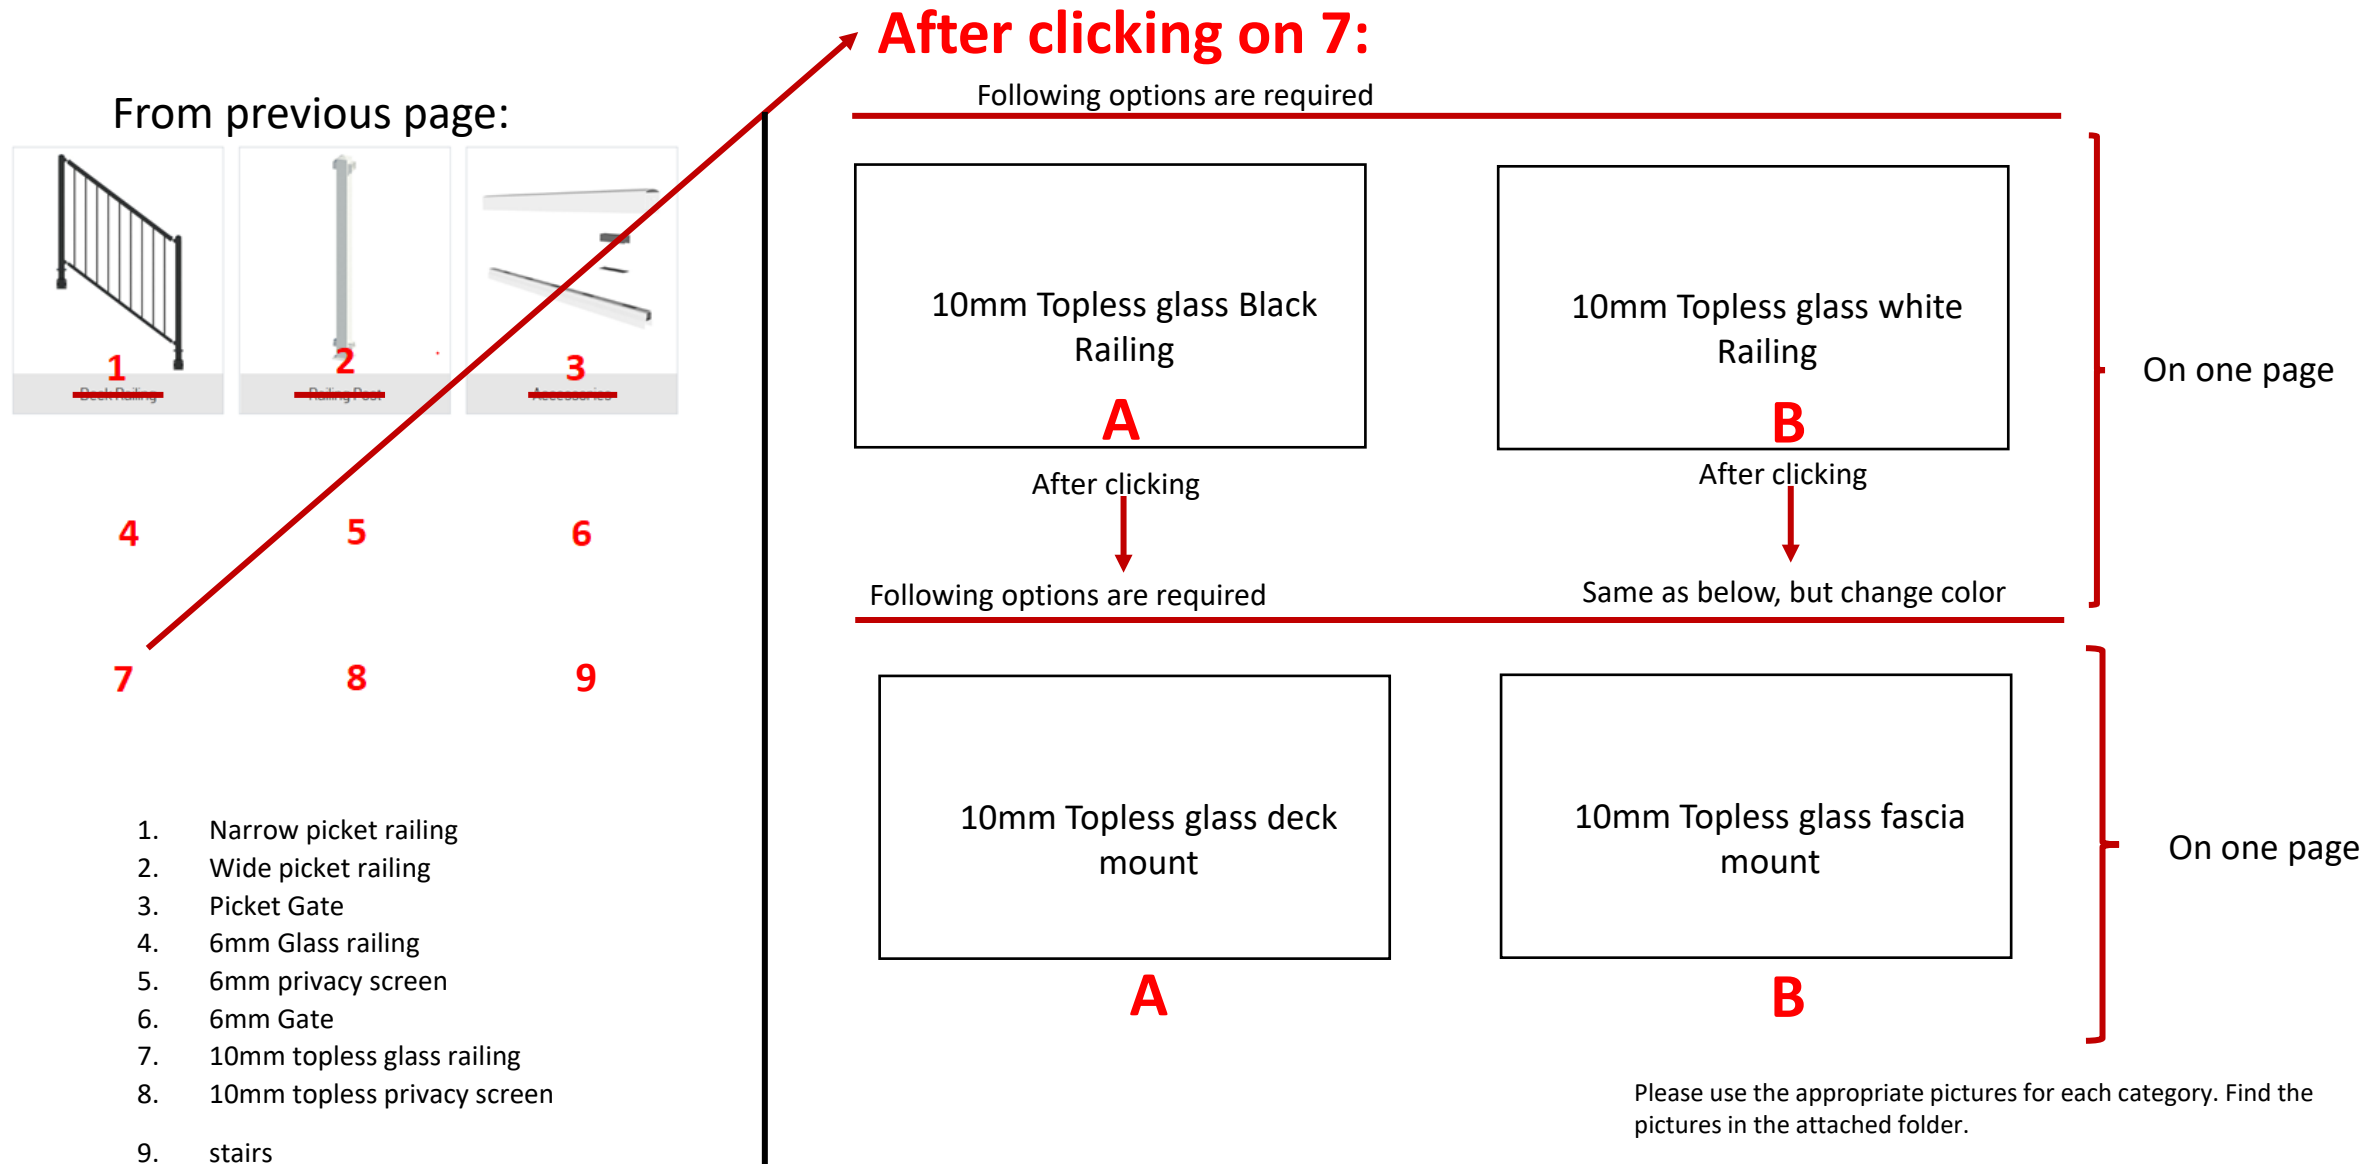 After clicking on 7:
Following options are required
From previous page:
1
2
3
Deck Railing
Railing Post
Accessories
4
5
6
7
8
9
1. Narrow picket railing
2. Wide picket railing
3. Picket Gate
4. 6mm Glass railing
5. 6mm privacy screen
6. 6mm Gate
7. 10mm topless glass railing
8. 10mm topless privacy screen
9. stairs
10mm Topless glass Black
Railing
A
10mm Topless glass white
Railing
B
On one page
After clicking
After clicking
Following options are required
Same as below, but change color
10mm Topless glass deck
mount
A
10mm Topless glass fascia
mount
B
On one page
Please use the appropriate pictures for each category. Find the
pictures in the attached folder.